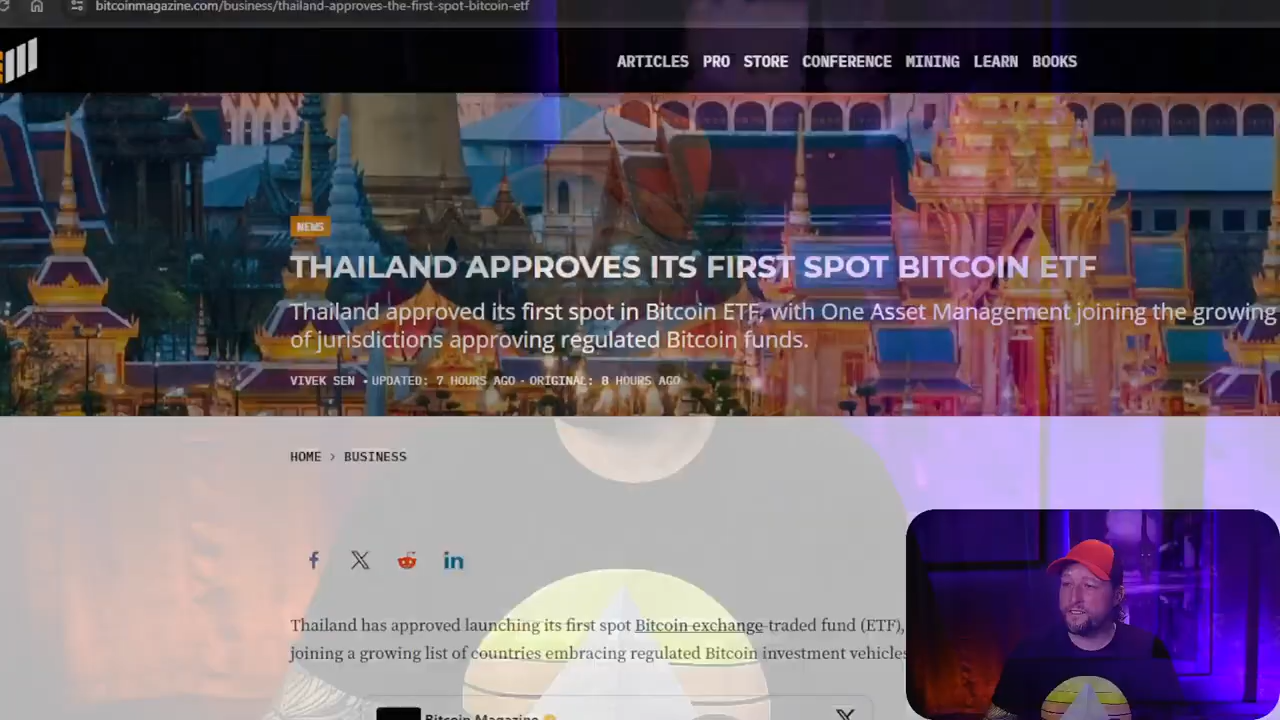 bitcoinmagazine.com/business/thailand-approves-the-first-spot-bitcoin-etf
ARTICLES PRO STORE CONFERENCE MINING LEARN BOOKS
NEWS
THAILAND APPROVES ITS FIRST SPOT BITCOIN ETF
Thailand approved its first spot in Bitcoin ETF, with One Asset Management joining the growing
of jurisdictions approving regulated Bitcoin funds.
VIVEK SEN • UPDATED: 7 HOURS AGO • ORIGINAL: 8 HOURS AGO
HOME > BUSINESS
Thailand has approved launching its first spot Bitcoin exchange-traded fund (ETF),
joining a growing list of countries embracing regulated Bitcoin investment vehicles
Bitcoin Magazine